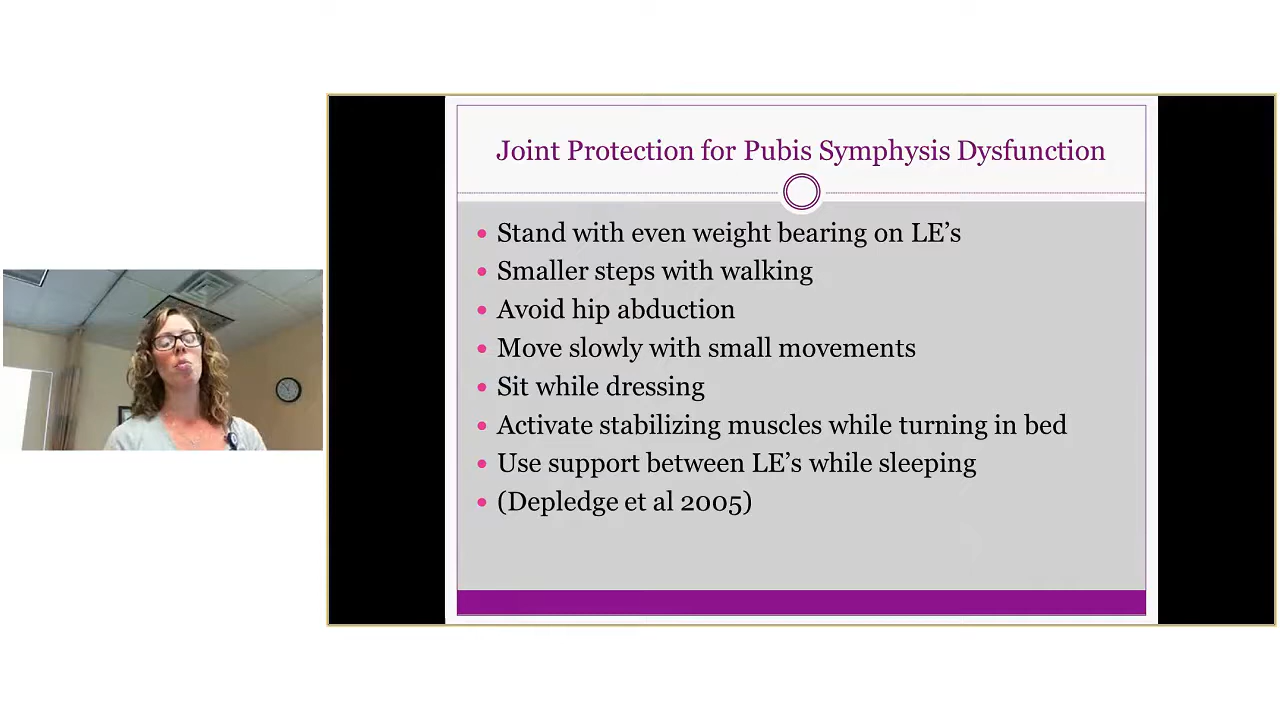 Joint Protection for Pubis Symphysis Dysfunction
• Stand with even weight bearing on LE's
• Smaller steps with walking
• Avoid hip abduction
• Move slowly with small movements
• Sit while dressing
• Activate stabilizing muscles while turning in bed
• Use support between LE's while sleeping
• (Depledge et al 2005)